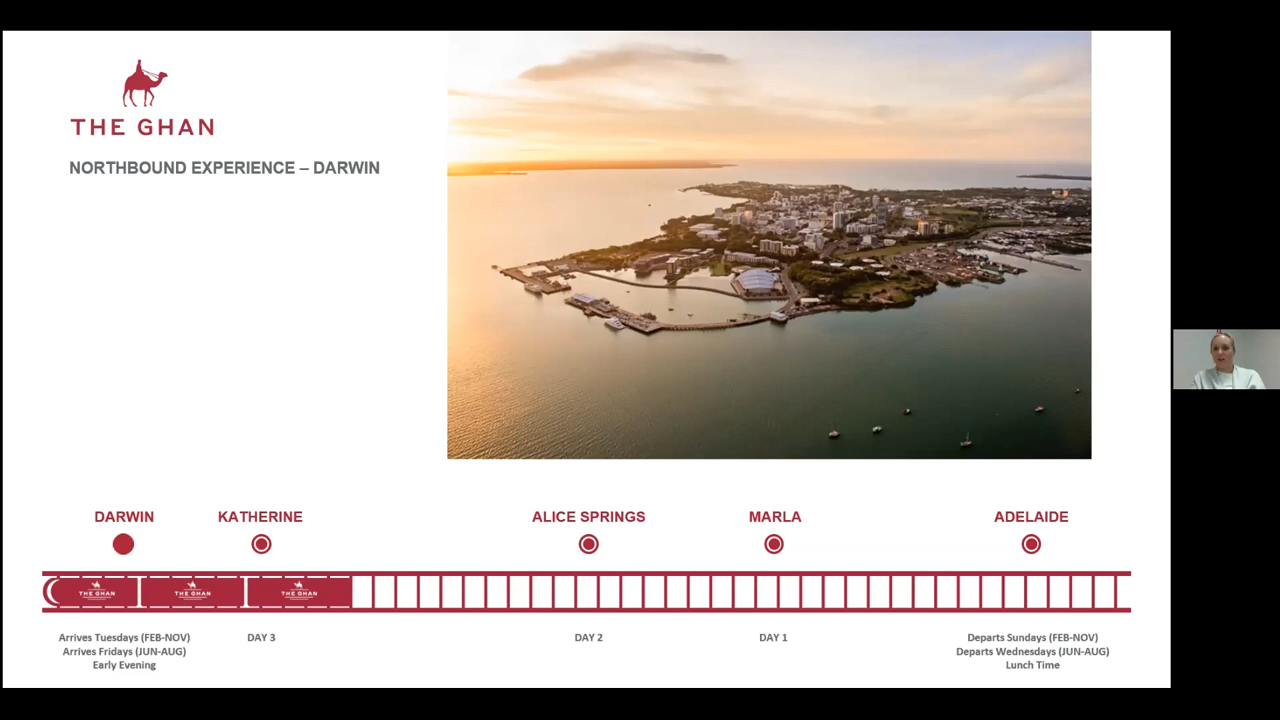 THE GHAN
NORTHBOUND EXPERIENCE – DARWIN
DARWIN
KATHERINE
ALICE SPRINGS
MARLA
ADELAIDE
THE GHAN
THE GHAN
THE GHAN
Arrives Tuesdays (FEB-NOV)
Arrives Fridays (JUN-AUG)
Early Evening
DAY 3
DAY 2
DAY 1
Departs Sundays (FEB-NOV)
Departs Wednesdays (JUN-AUG)
Lunch Time